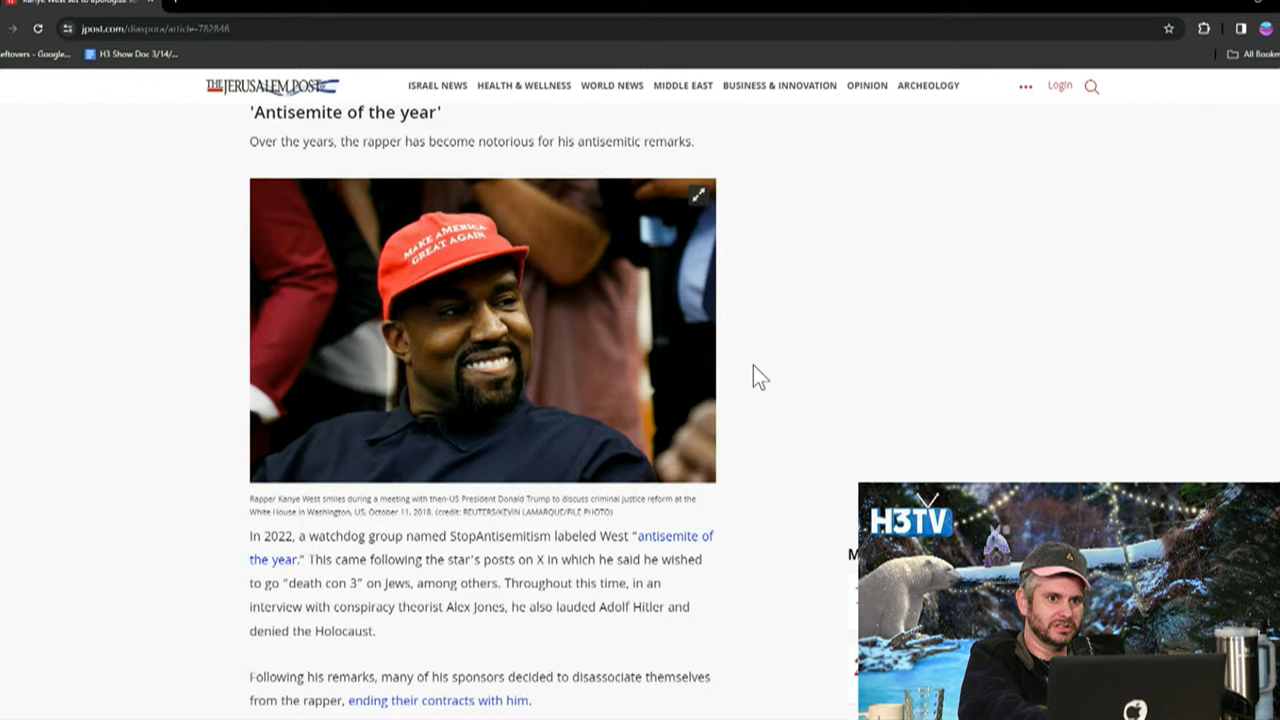 jpost.com/diaspora/article-782846
eftovers - Google...
H3 Show Doc 3/14/...
All Bookm
THE JERUSALEM POST
ISRAEL NEWS
HEALTH & WELLNESS
WORLD NEWS
MIDDLE EAST
BUSINESS & INNOVATION
OPINION
ARCHEOLOGY
Login
'Antisemite of the year'
Over the years, the rapper has become notorious for his antisemitic remarks.
MAKE AMERICA
GREAT AGAIN
Rapper Kanye West smiles during a meeting with then-US President Donald Trump to discuss criminal justice reform at the
White House in Washington, US, October 11, 2018. (credit: REUTERS/KEVIN LAMARQUE/FILE PHOTO)
In 2022, a watchdog group named StopAntisemitism labeled West "antisemite of
the year." This came following the star's posts on X in which he said he wished
to go "death con 3" on Jews, among others. Throughout this time, in an
interview with conspiracy theorist Alex Jones, he also lauded Adolf Hitler and
denied the Holocaust.
Following his remarks, many of his sponsors decided to disassociate themselves
from the rapper, ending their contracts with him.
M
H3TV